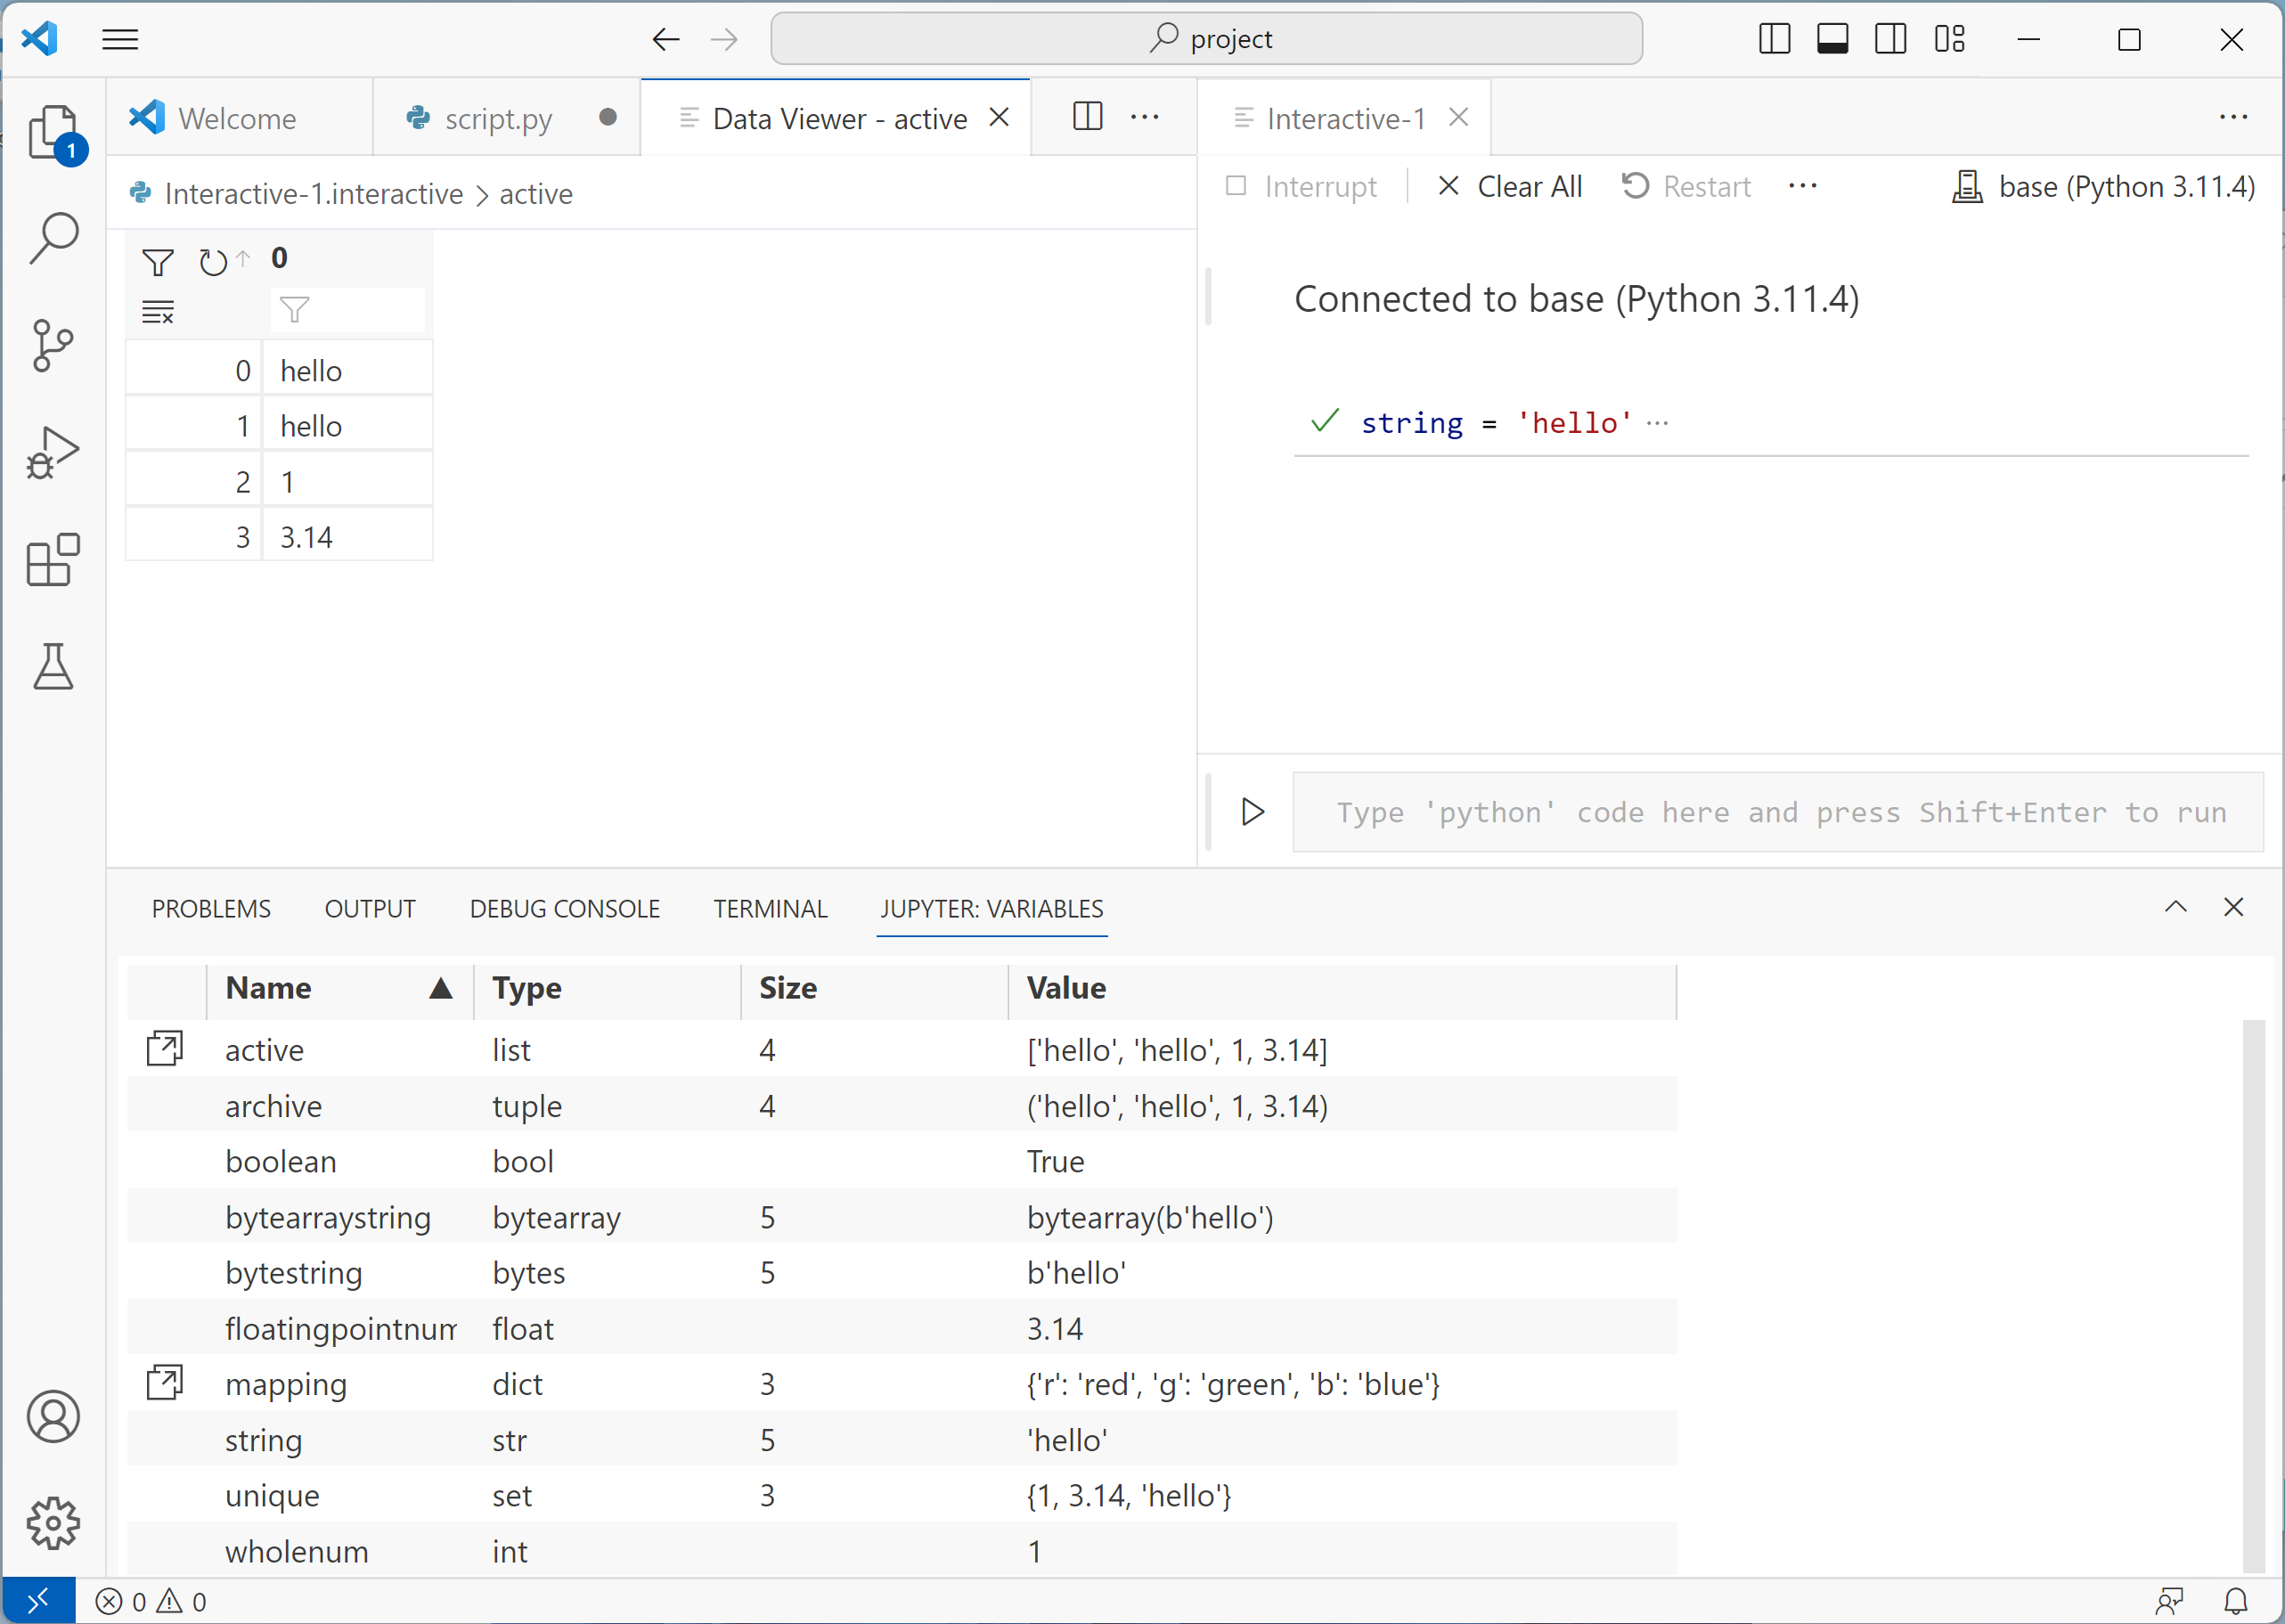 project
Welcome
script.py
Data Viewer - active
Interactive-1
1
Interactive-1.interactive > active
Interrupt
Clear All
Restart
base (Python 3.11.4)
0
0 hello
1 hello
2 1
3 3.14
Connected to base (Python 3.11.4)
string = 'hello' ···
Type 'python' code here and press Shift+Enter to run
PROBLEMS OUTPUT DEBUG CONSOLE TERMINAL JUPYTER: VARIABLES
Name Type Size Value
active list 4 ['hello', 'hello', 1, 3.14]
archive tuple 4 ('hello', 'hello', 1, 3.14)
boolean bool True
bytearraystring bytearray 5 bytearray(b'hello')
bytestring bytes 5 b'hello'
floatingpointnum float 3.14
mapping dict 3 {'r': 'red', 'g': 'green', 'b': 'blue'}
string str 5 'hello'
unique set 3 {1, 3.14, 'hello'}
wholenum int 1
0 0